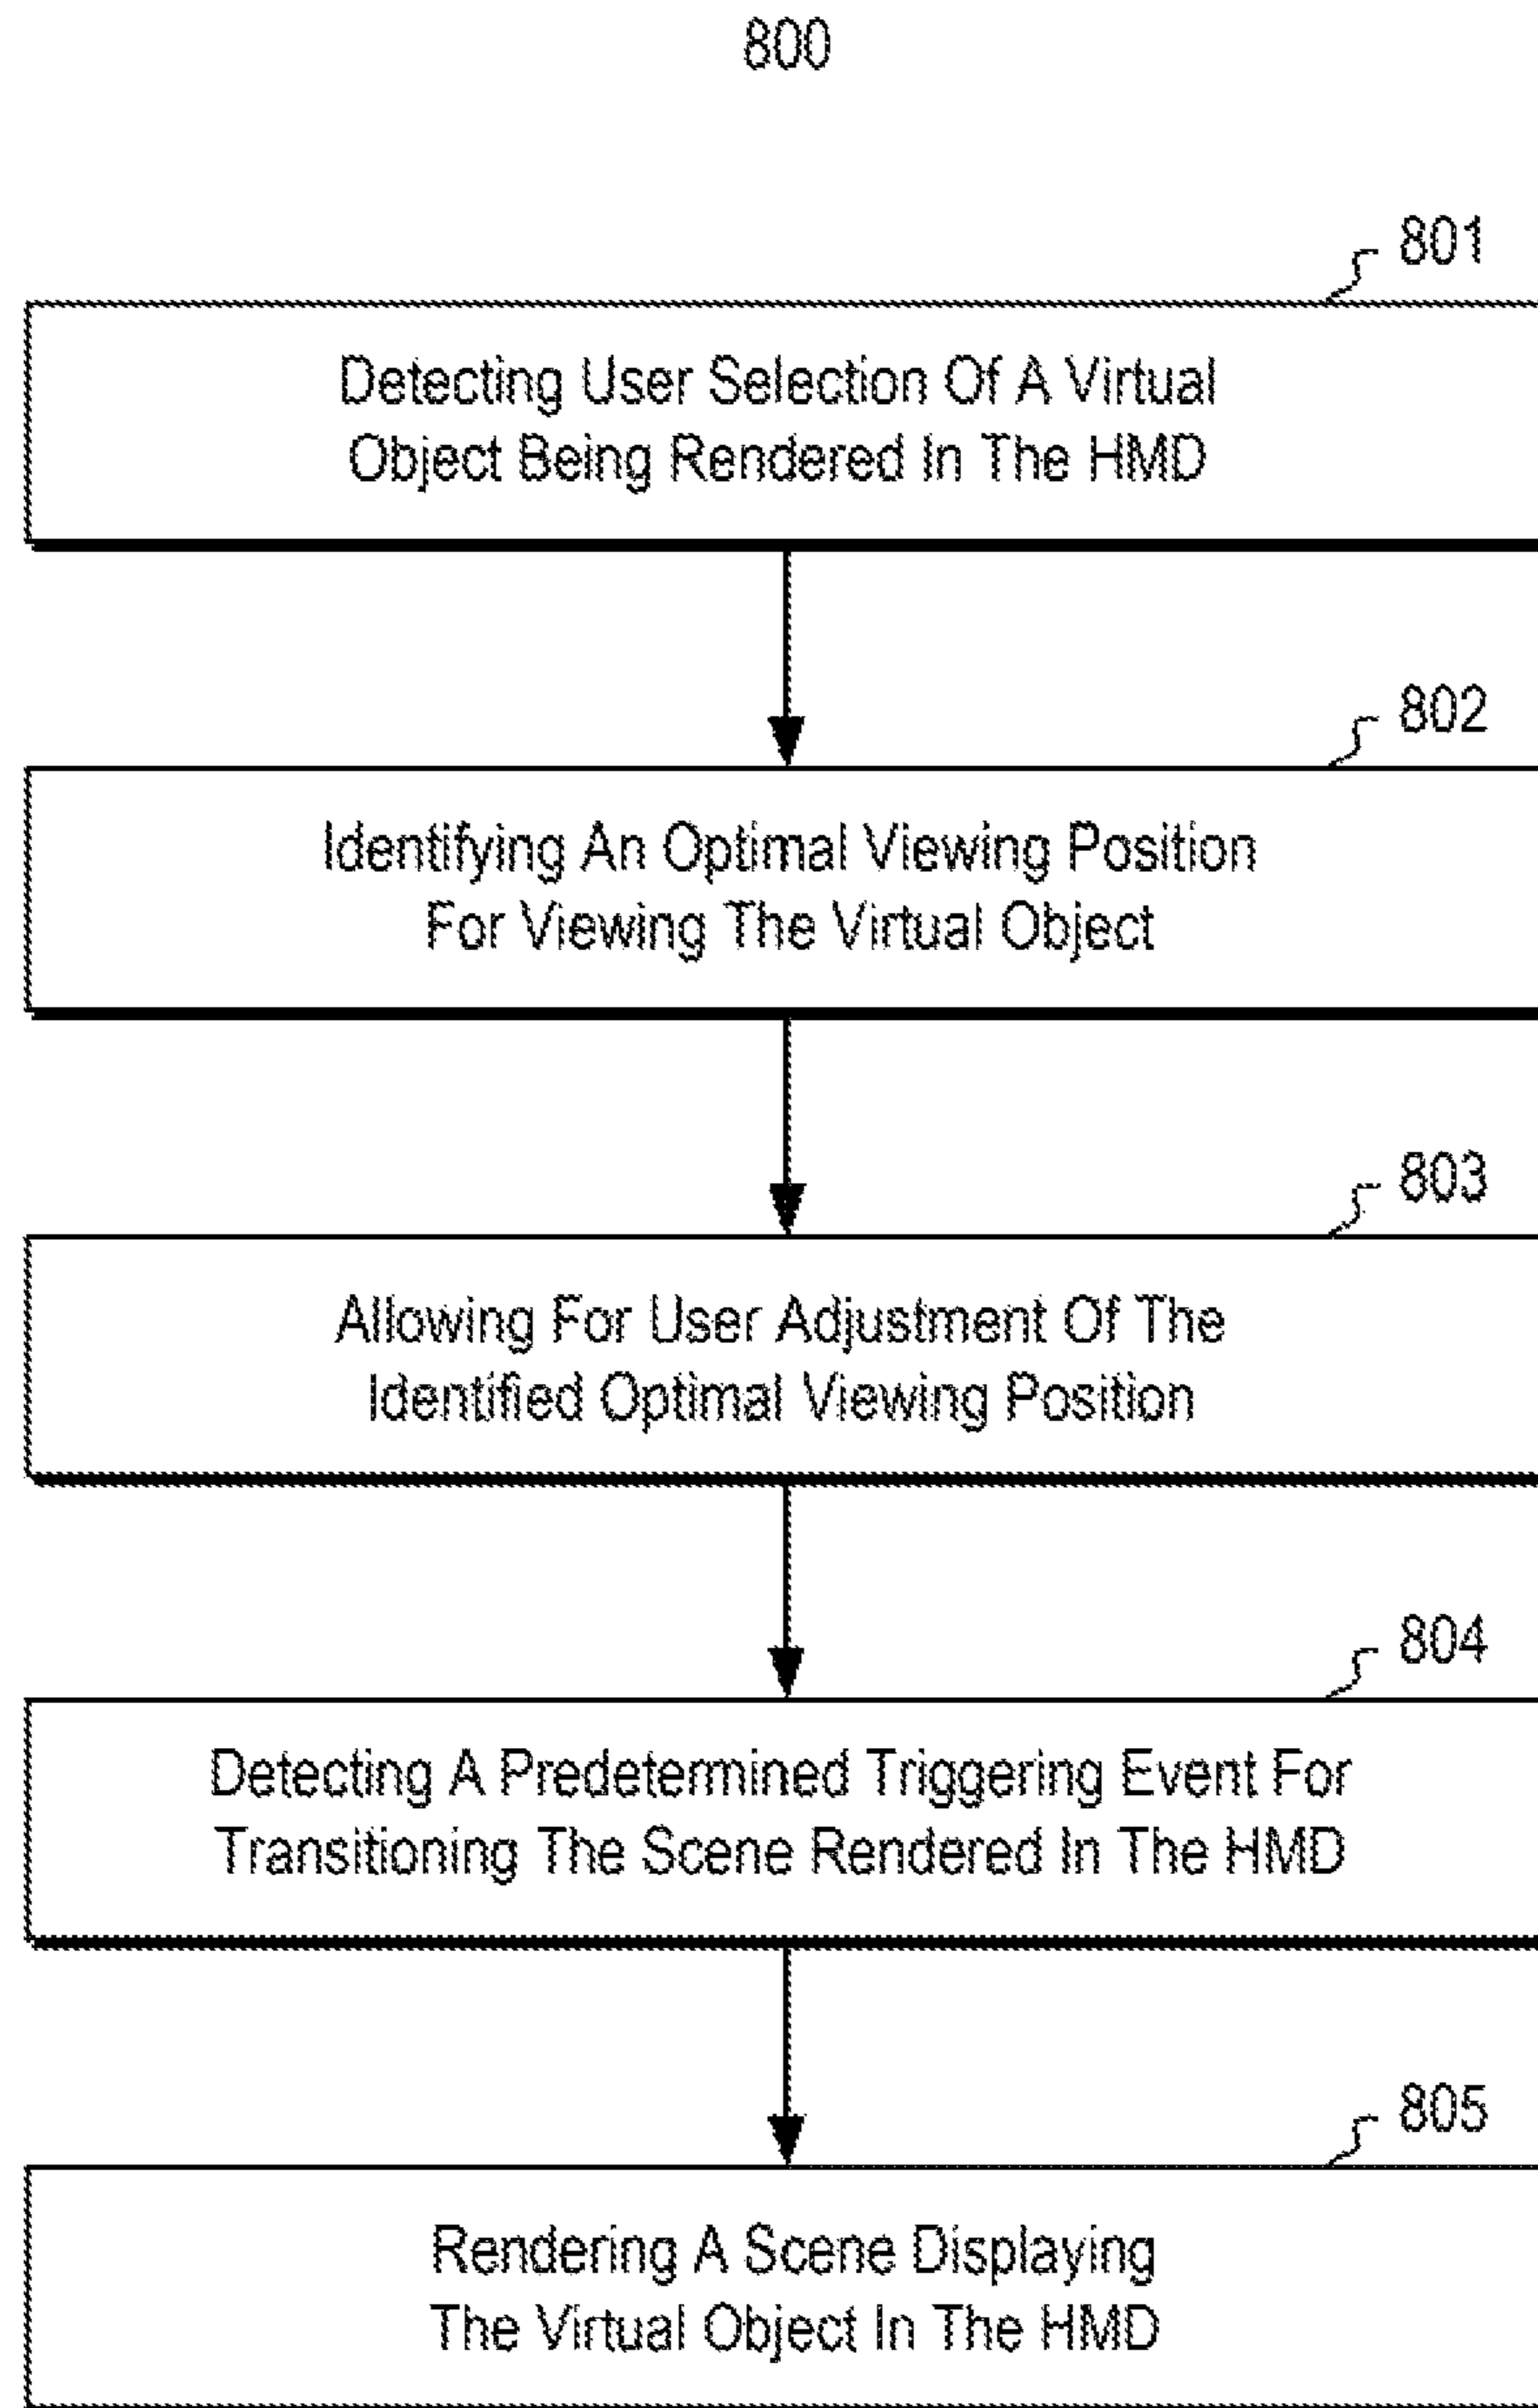 800
801
Detecting User Selection Of A Virtual
Object Being Rendered In The HMD
802
Identifying An Optimal Viewing Position
For Viewing The Virtual Object
803
Allowing For User Adjustment Of The
Identified Optimal Viewing Position
804
Detecting A Predetermined Triggering Event For
Transitioning The Scene Rendered In The HMD
805
Rendering A Scene Displaying
The Virtual Object In The HMD